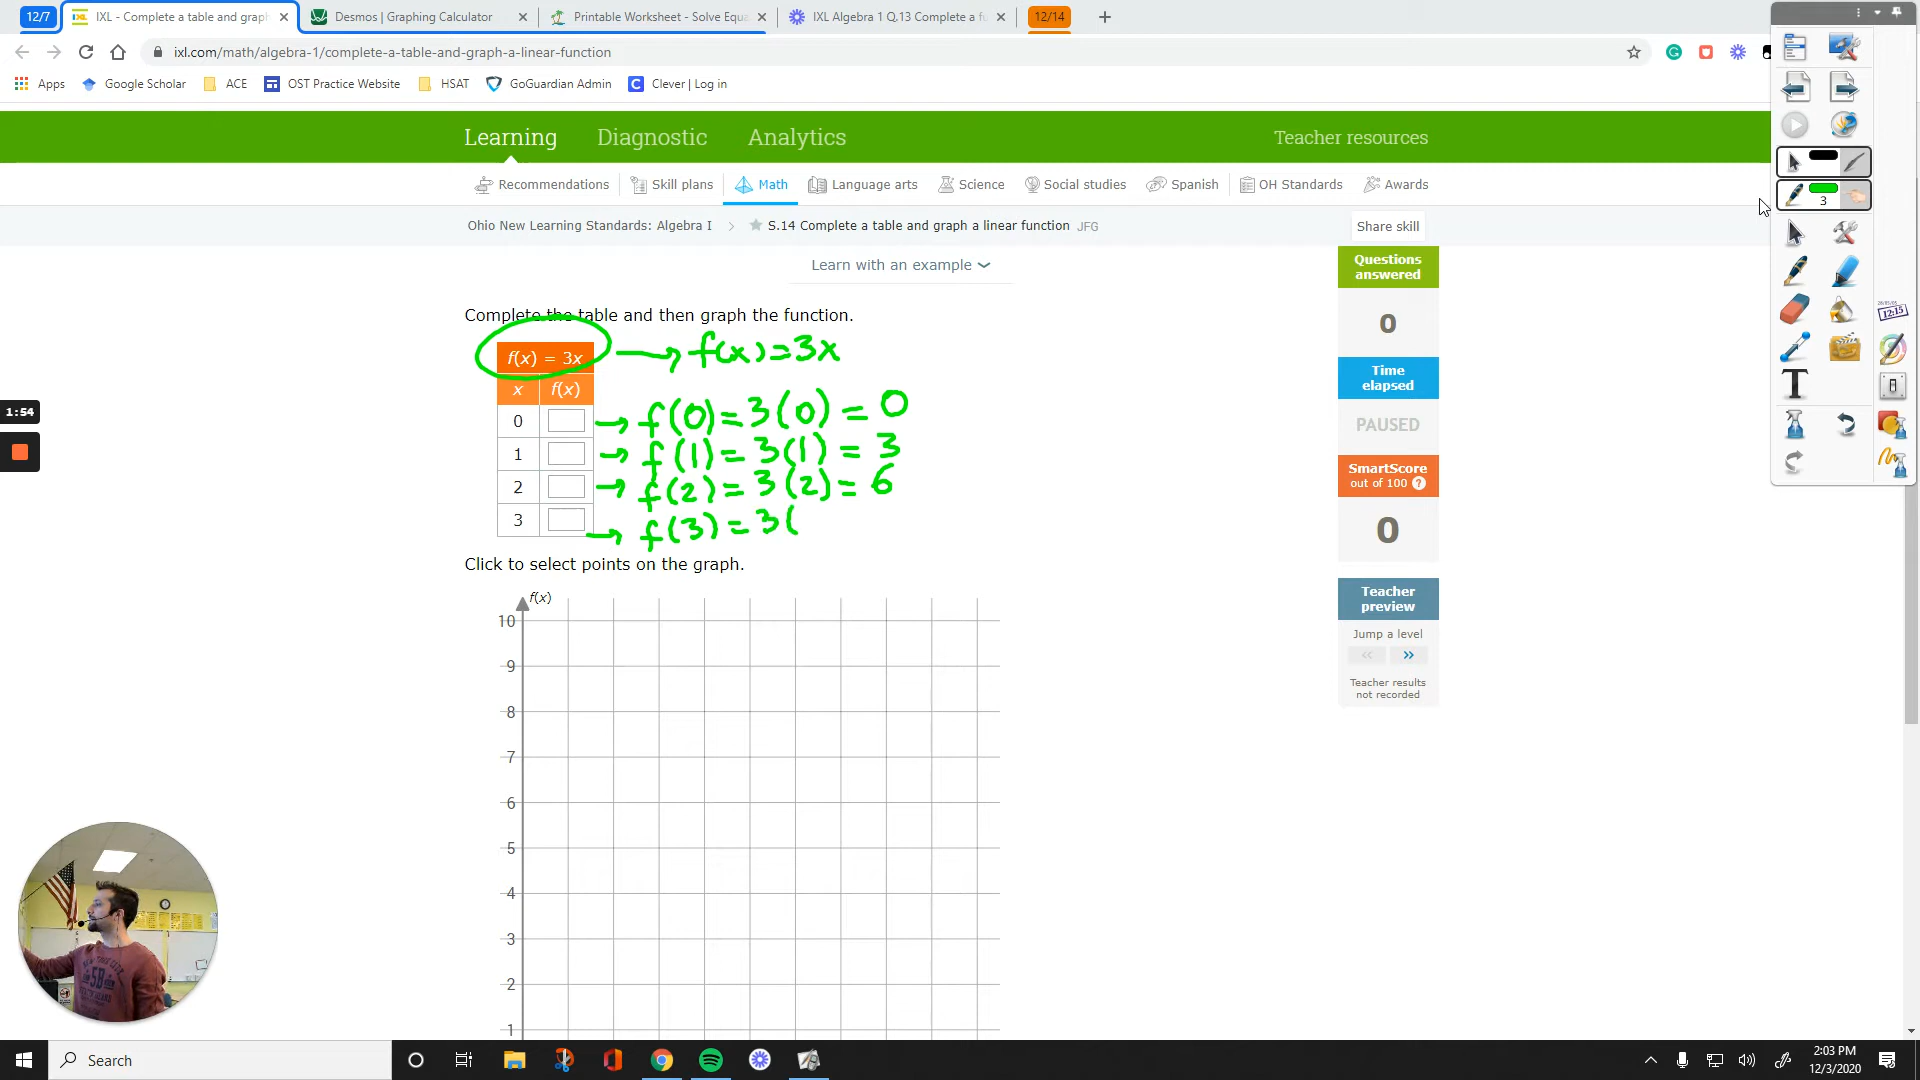 12/7
IXL - Complete a table and graph
Desmos | Graphing Calculator
Printable Worksheet - Solve Equa
IXL Algebra 1 Q.13 Complete a fu
12/14
ixl.com/math/algebra-1/complete-a-table-and-graph-a-linear-function
Apps Google Scholar ACE OST Practice Website HSAT GoGuardian Admin Clever | Log in
Learning Diagnostic Analytics Teacher resources
Recommendations Skill plans Math Language arts Science Social studies Spanish OH Standards Awards
Ohio New Learning Standards: Algebra I > S.14 Complete a table and graph a linear function JFG
Share skill
Learn with an example
Questions answered
0
Time elapsed
PAUSED
SmartScore
out of 100 ?
0
Teacher preview
Jump a level
<< >>
Teacher results not recorded
Complete the table and then graph the function.
f(x) = 3x → f(x)=3x
x f(x)
0 → f(0)=3(0)=0
1 → f(1)=3(1)=3
2 → f(2)=3(2)=6
3 → f(3)=3(
Click to select points on the graph.
f(x)
10
9
8
7
6
5
4
3
2
1
1:54
3
T
12:15
Search
2:03 PM
12/3/2020